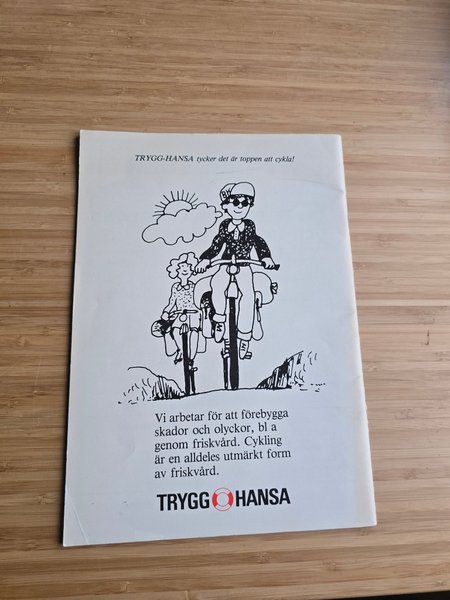 TRYGG-HANSA tycker det är toppen att cykla!
Vi arbetar för att förebygga
skador och olyckor, bl a
genom friskvård. Cykling
är en alldeles utmärkt form
av friskvård.
TRYGG HANSA